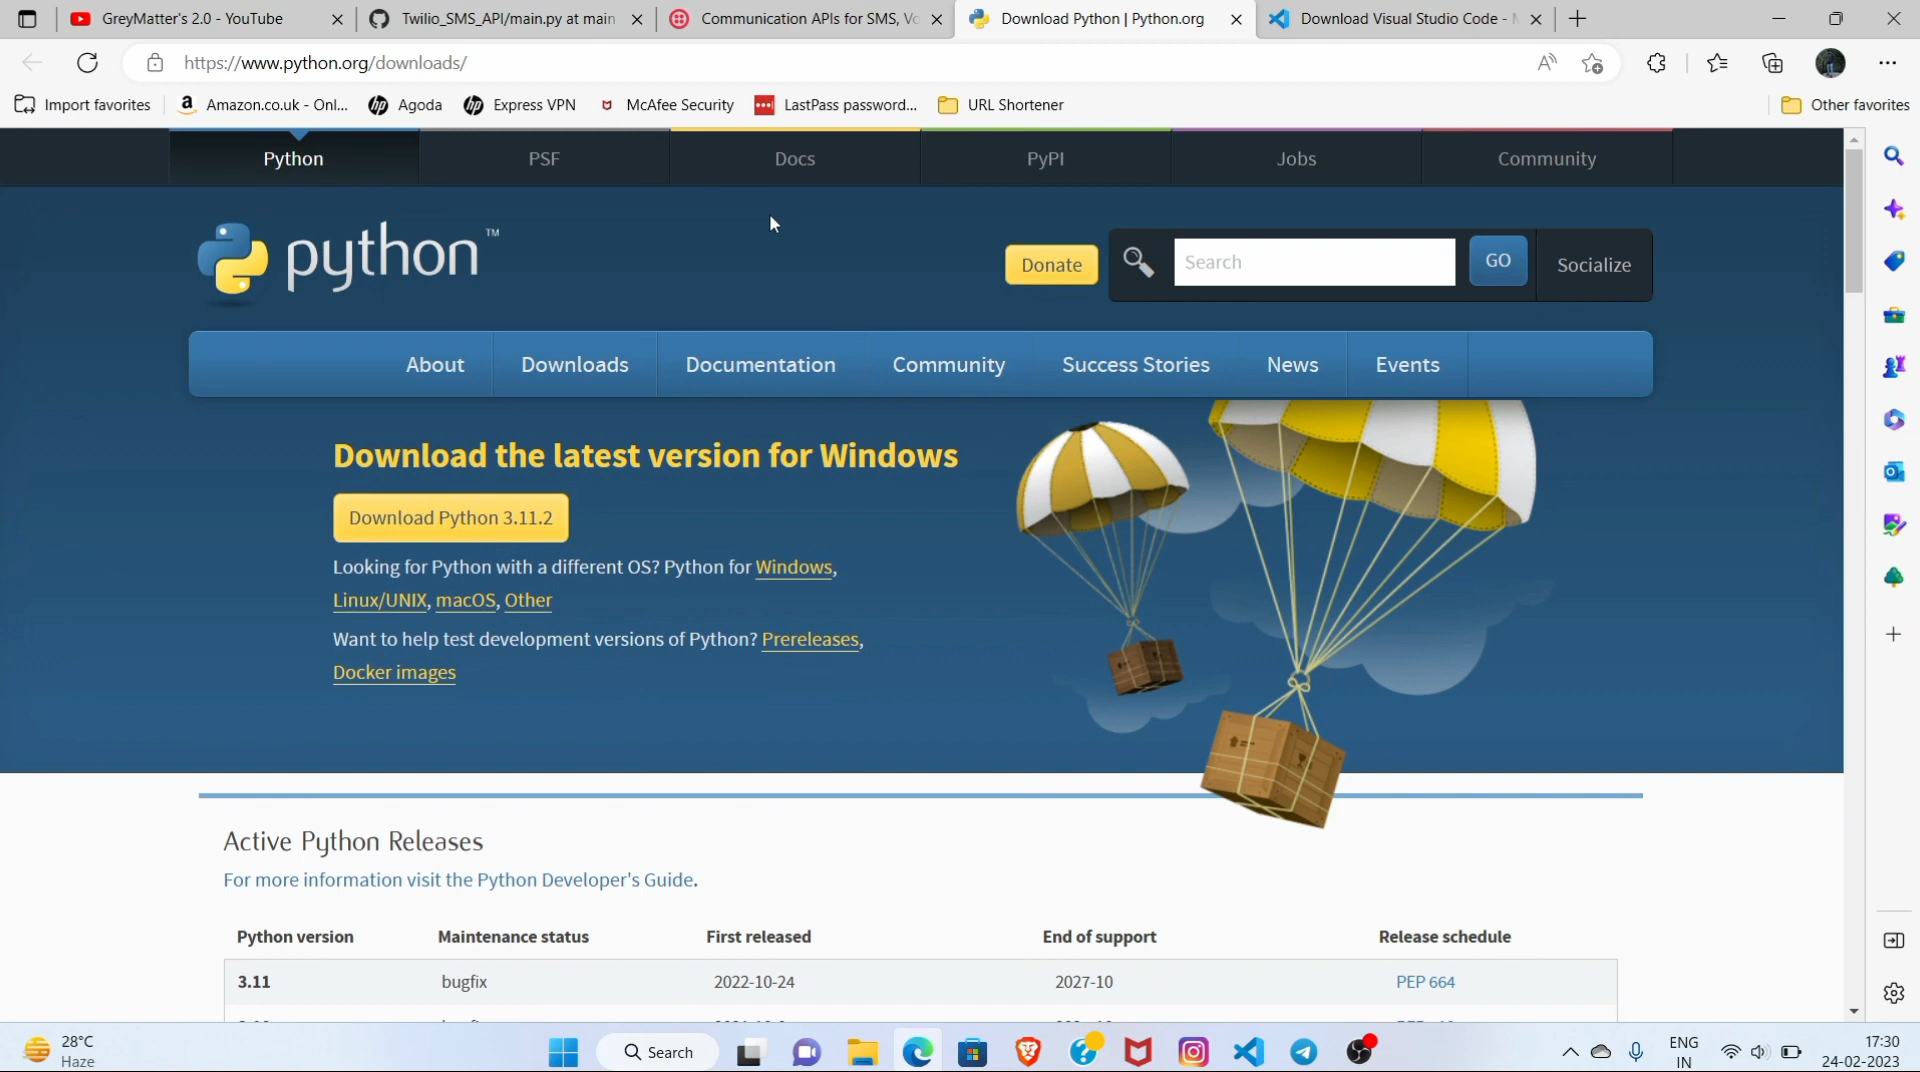 GreyMatter's 2.0 - YouTube
Twilio_SMS_API/main.py at main
Communication APIs for SMS, Vo
Download Python | Python.org
Download Visual Studio Code -
https://www.python.org/downloads/
Import favorites
Amazon.co.uk - Onl...
Agoda
Express VPN
McAfee Security
LastPass password...
URL Shortener
Other favorites
Python
PSF
Docs
PyPI
Jobs
Community
python™
Donate
Search
GO
Socialize
About
Downloads
Documentation
Community
Success Stories
News
Events
Download the latest version for Windows
Download Python 3.11.2
Looking for Python with a different OS? Python for Windows,
Linux/UNIX, macOS, Other
Want to help test development versions of Python? Prereleases,
Docker images
Active Python Releases
For more information visit the Python Developer's Guide.
Python version Maintenance status First released End of support Release schedule
3.11 bugfix 2022-10-24 2027-10 PEP 664
28°C
Haze
Search
ENG
IN
17:30
24-02-2023